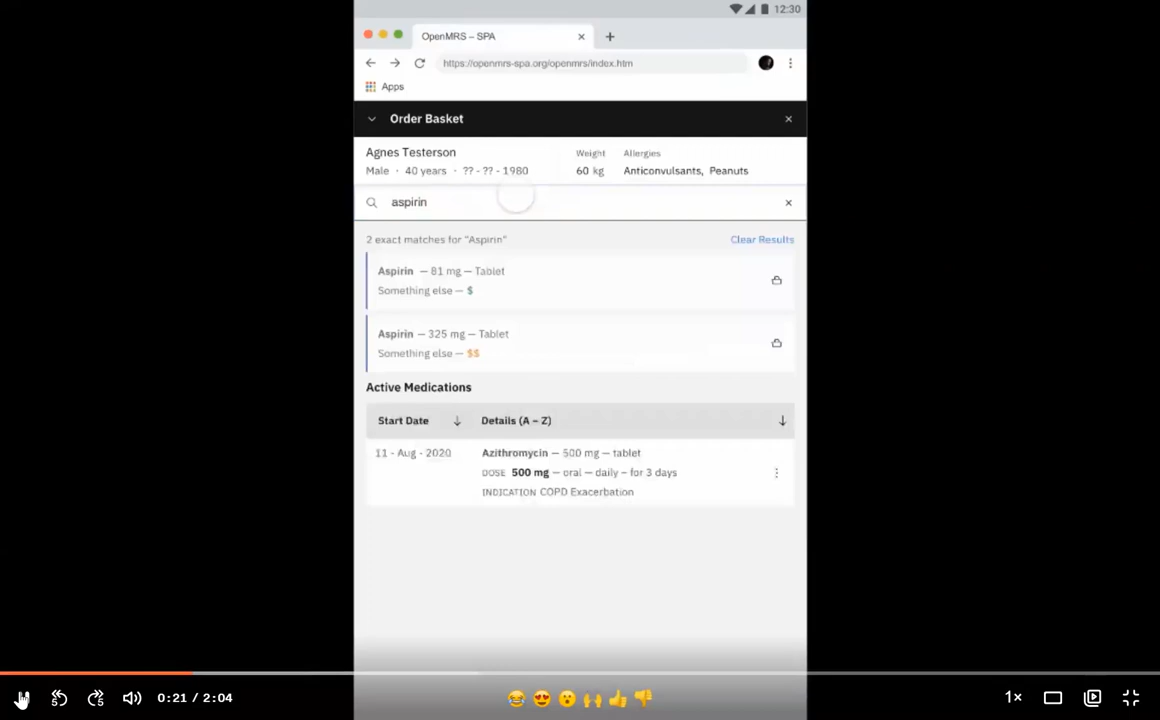 12:30
OpenMRS – SPA
https://openmrs-spa.org/openmrs/index.htm
Apps
Order Basket
Agnes Testerson
Weight
Allergies
Male · 40 years · ?? - ?? - 1980
60 kg
Anticonvulsants, Peanuts
aspirin
2 exact matches for "Aspirin"
Clear Results
Aspirin — 81 mg — Tablet
Something else — $
Aspirin — 325 mg — Tablet
Something else — $$
Active Medications
Start Date
Details (A – Z)
11 - Aug - 2020
Azithromycin — 500 mg — tablet
DOSE 500 mg — oral — daily – for 3 days
INDICATION COPD Exacerbation
5
5
0:21 / 2:04
1×